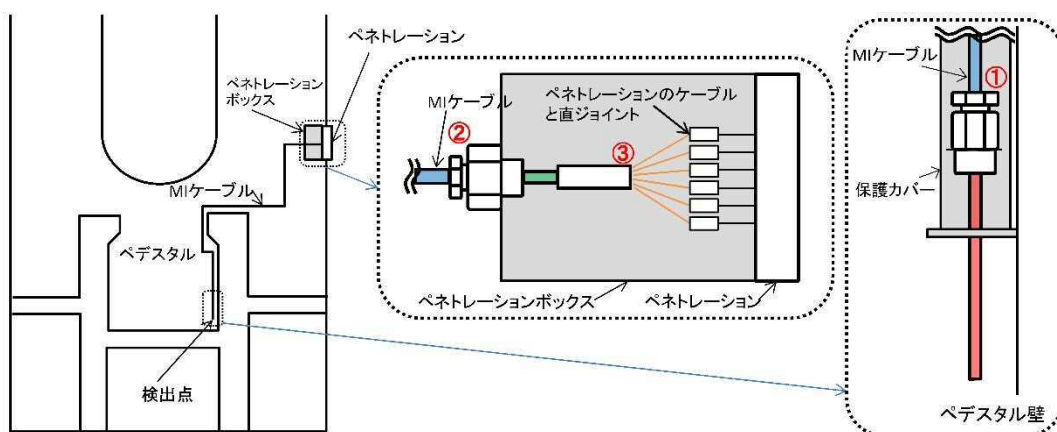 ペネトレーション
ペネトレーション
ボックス
MIケーブル
ペデスタル
検出点
MIケーブル
②
ペネトレーションのケーブル
と直ジョイント
③
ペネトレーションボックス
ペネトレーション
MIケーブル
①
保護カバー
ペデスタル壁